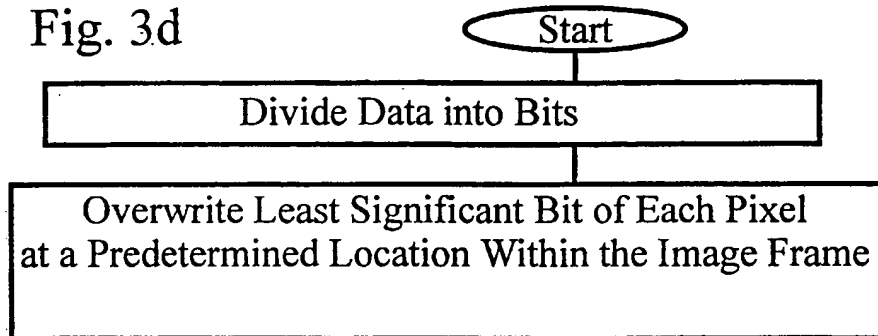 Fig. 3d
Start
Divide Data into Bits
Overwrite Least Significant Bit of Each Pixel
at a Predetermined Location Within the Image Frame